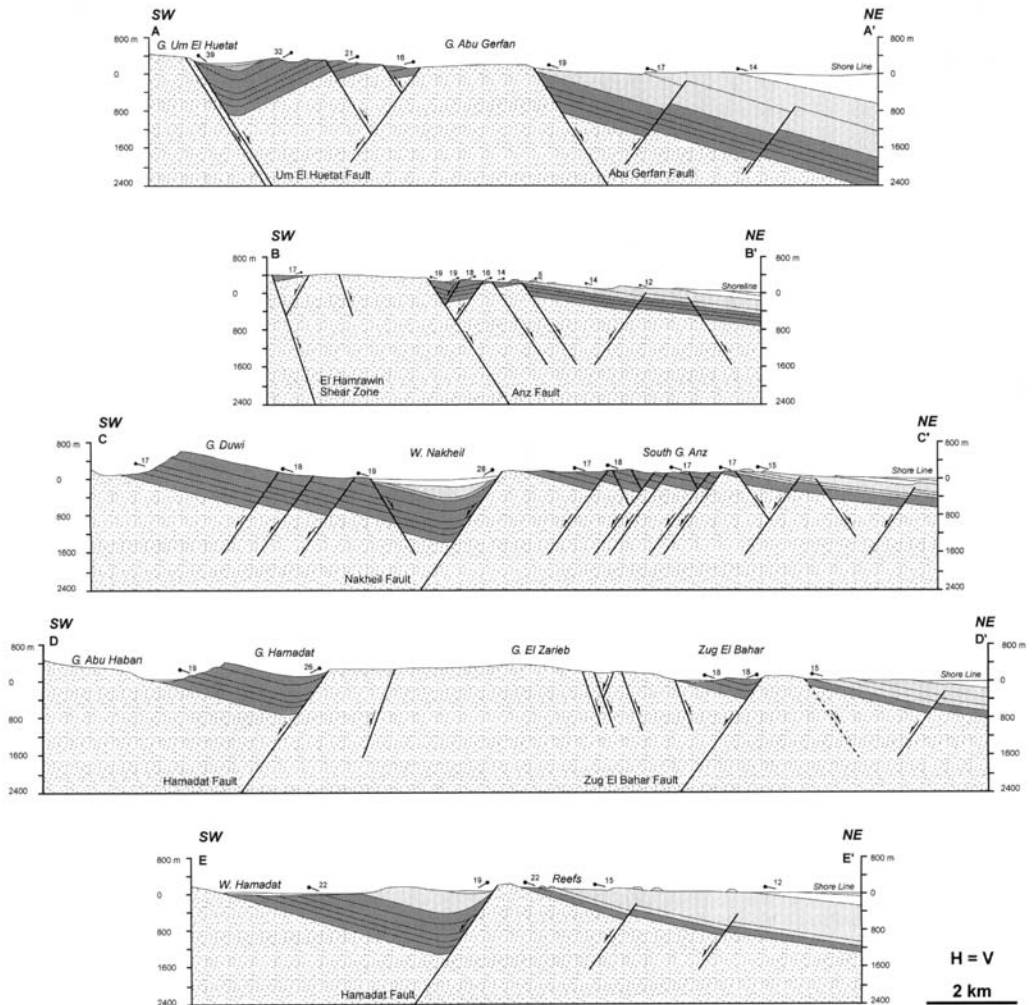 SW NE
A A'
800 m G. Um El Huetat 39 32 21 16 G. Abu Gerfan 19 17 14 Shore Line 800 m
0 0
800 800
1600 1600
2400 Um El Huetat Fault Abu Gerfan Fault 2400
SW NE
B B'
800 m 17 19 19 18 16 14 5 14 12 Shoreline 800 m
0 0
800 800
1600 1600
El Hamrawin
Shear Zone
2400 Anz Fault 2400
SW NE
C C'
800 m 17 G. Duwi 18 19 W. Nakheil 28 17 18 South G. Anz 17 17 15 Shore Line 800 m
0 0
800 800
1600 1600
2400 Nakheil Fault 2400
SW NE
D D'
800 m G. Abu Haban 19 G. Hamadat 26 G. El Zarieb Zug El Bahar 18 18 15 Shore Line 800 m
0 0
800 800
1600 1600
2400 Hamadat Fault Zug El Bahar Fault 2400
SW NE
E E'
800 m W. Hamadat 22 19 22 Reefs 15 12 Shore Line 800 m
0 0
800 800
1600 1600
2400 Hamadat Fault 2400
H = V
2 km